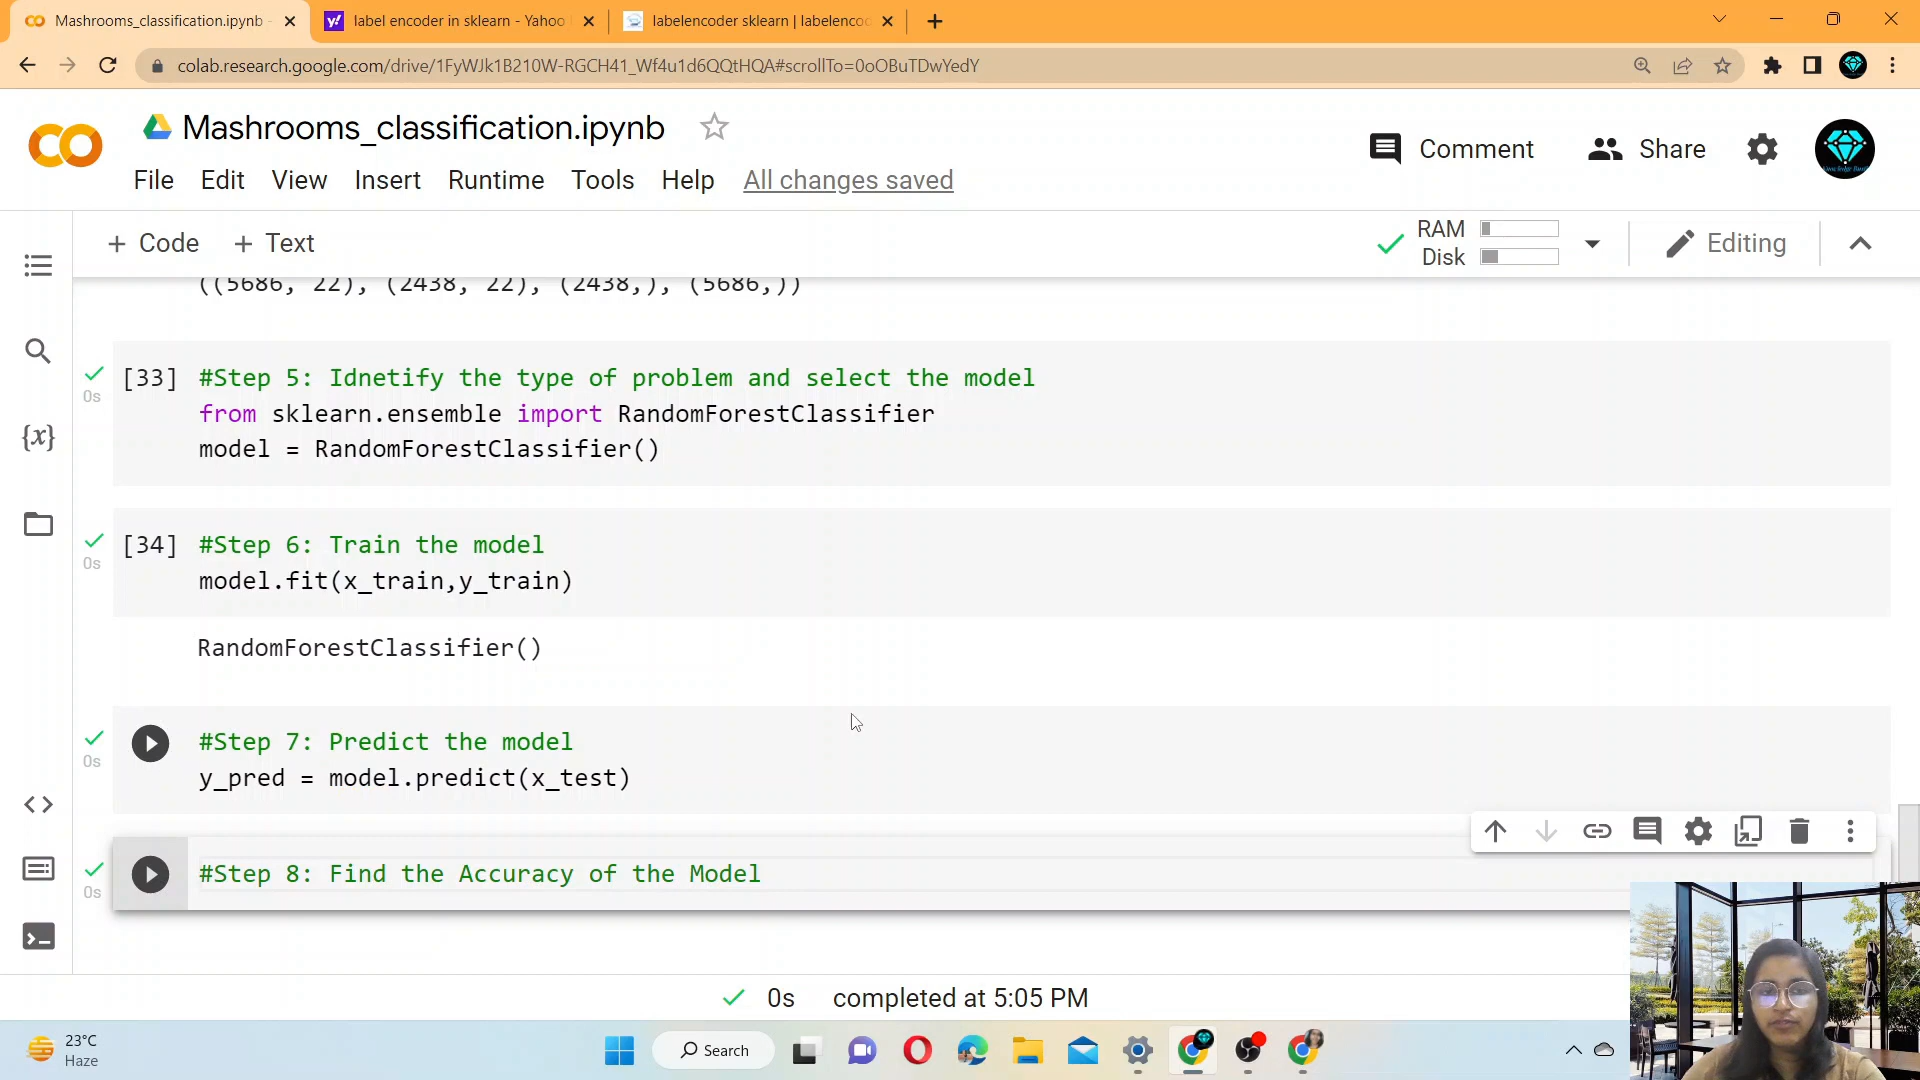 Mashrooms_classification.ipynb -
label encoder in sklearn - Yahoo
labelencoder sklearn | labelenco
colab.research.google.com/drive/1FyWJk1B210W-RGCH41_Wf4u1d6QQtHQA#scrollTo=0oOBuTDwYedY
Mashrooms_classification.ipynb
Comment
Share
File Edit View Insert Runtime Tools Help All changes saved
+ Code + Text
RAM
Disk
Editing
((5686, 22), (2438, 22), (2438,), (5686,))
[33] #Step 5: Idnetify the type of problem and select the model
from sklearn.ensemble import RandomForestClassifier
model = RandomForestClassifier()
0s
[34] #Step 6: Train the model
model.fit(x_train,y_train)
0s
RandomForestClassifier()
#Step 7: Predict the model
y_pred = model.predict(x_test)
0s
#Step 8: Find the Accuracy of the Model
0s
0s completed at 5:05 PM
23°C
Haze
Search